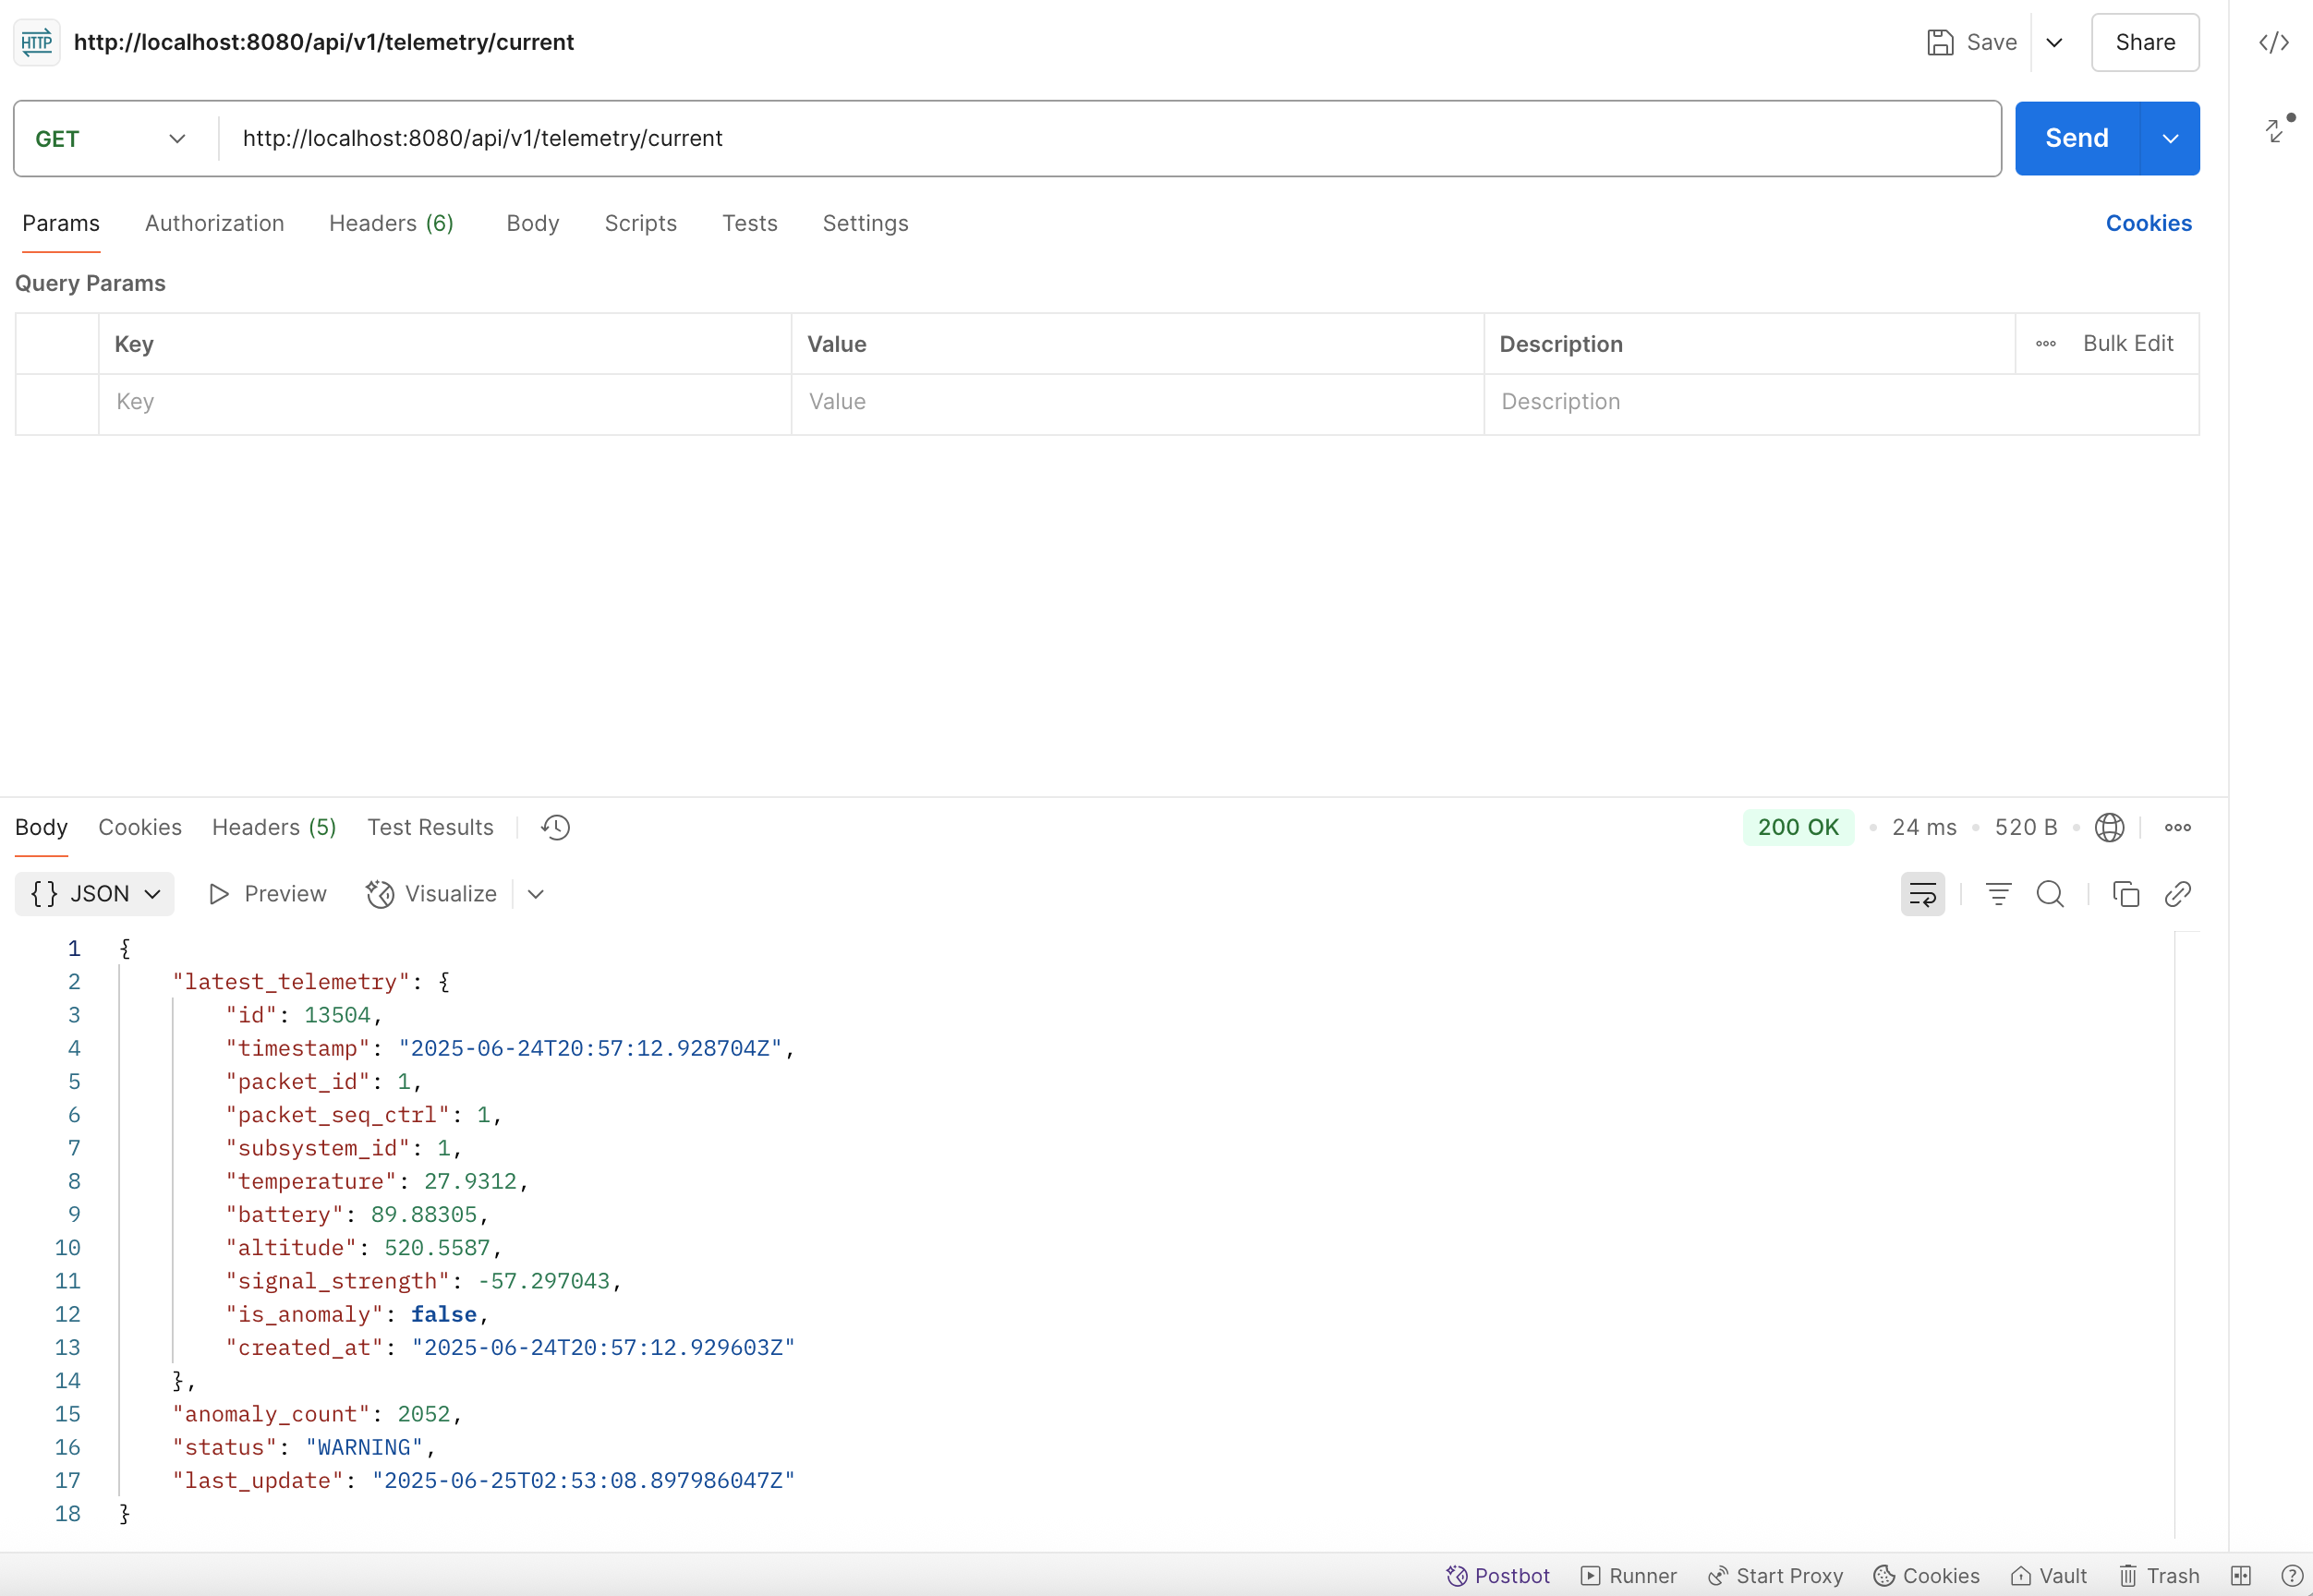 HTTP http://localhost:8080/api/v1/telemetry/current Save Share
GET http://localhost:8080/api/v1/telemetry/current Send
Params Authorization Headers (6) Body Scripts Tests Settings Cookies
Query Params
Key Value Description Bulk Edit
Key Value Description
Body Cookies Headers (5) Test Results 200 OK 24 ms 520 B
{} JSON Preview Visualize
1 {
2 "latest_telemetry": {
3 "id": 13504,
4 "timestamp": "2025-06-24T20:57:12.928704Z",
5 "packet_id": 1,
6 "packet_seq_ctrl": 1,
7 "subsystem_id": 1,
8 "temperature": 27.9312,
9 "battery": 89.88305,
10 "altitude": 520.5587,
11 "signal_strength": -57.297043,
12 "is_anomaly": false,
13 "created_at": "2025-06-24T20:57:12.929603Z"
14 },
15 "anomaly_count": 2052,
16 "status": "WARNING",
17 "last_update": "2025-06-25T02:53:08.897986047Z"
18 }
Postbot Runner Start Proxy Cookies Vault Trash